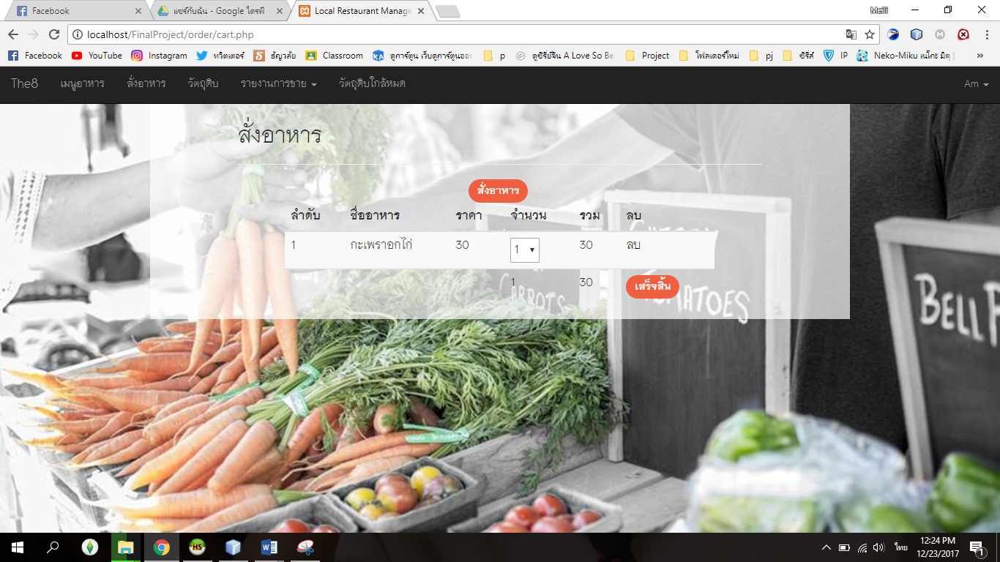 Facebook
แชร์กับฉัน - Google ไดรฟ์
Local Restaurant Manage
Meiii
localhost/FinalProject/order/cart.php
Facebook YouTube Instagram ทวิตเตอร์ ธัญวลัย Classroom ดูการ์ตูน เว็บดูการ์ตูนออน p ดูซีรี่ย์จีน A Love So Be Project โฟลเดอร์ใหม่ pj ซีรี่ส์ IP Neko-Miku เนโกะ มิคุ | »
The8 เมนูอาหาร สั่งอาหาร วัตถุดิบ รายงานการขาย วัตถุดิบใกล้หมด Am
สั่งอาหาร
สั่งอาหาร
ลำดับ ชื่ออาหาร ราคา จำนวน รวม ลบ
1 กะเพราอกไก่ 30 1 30 ลบ
1 30 เสร็จสิ้น
CARROTS
TOMATOES
BELL P
HS
ไทย
12:24 PM
12/23/2017
1